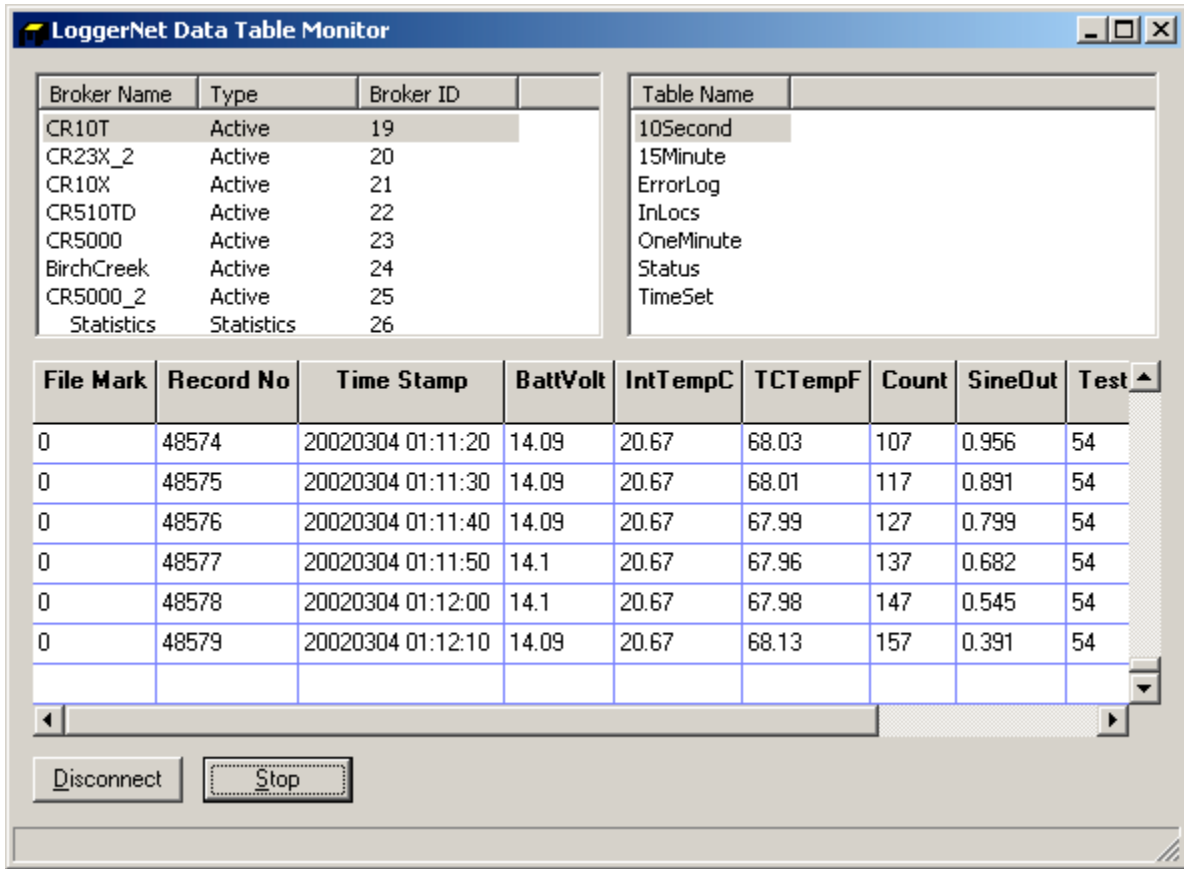 LoggerNet Data Table Monitor
Broker Name Type Broker ID
CR10T Active 19
CR23X_2 Active 20
CR10X Active 21
CR510TD Active 22
CR5000 Active 23
BirchCreek Active 24
CR5000_2 Active 25
Statistics Statistics 26
Table Name
10Second
15Minute
ErrorLog
InLocs
OneMinute
Status
TimeSet
File Mark Record No Time Stamp BattVolt IntTempC TCTempF Count SineOut Test
0 48574 20020304 01:11:20 14.09 20.67 68.03 107 0.956 54
0 48575 20020304 01:11:30 14.09 20.67 68.01 117 0.891 54
0 48576 20020304 01:11:40 14.09 20.67 67.99 127 0.799 54
0 48577 20020304 01:11:50 14.1 20.67 67.96 137 0.682 54
0 48578 20020304 01:12:00 14.1 20.67 67.98 147 0.545 54
0 48579 20020304 01:12:10 14.09 20.67 68.13 157 0.391 54
Disconnect Stop